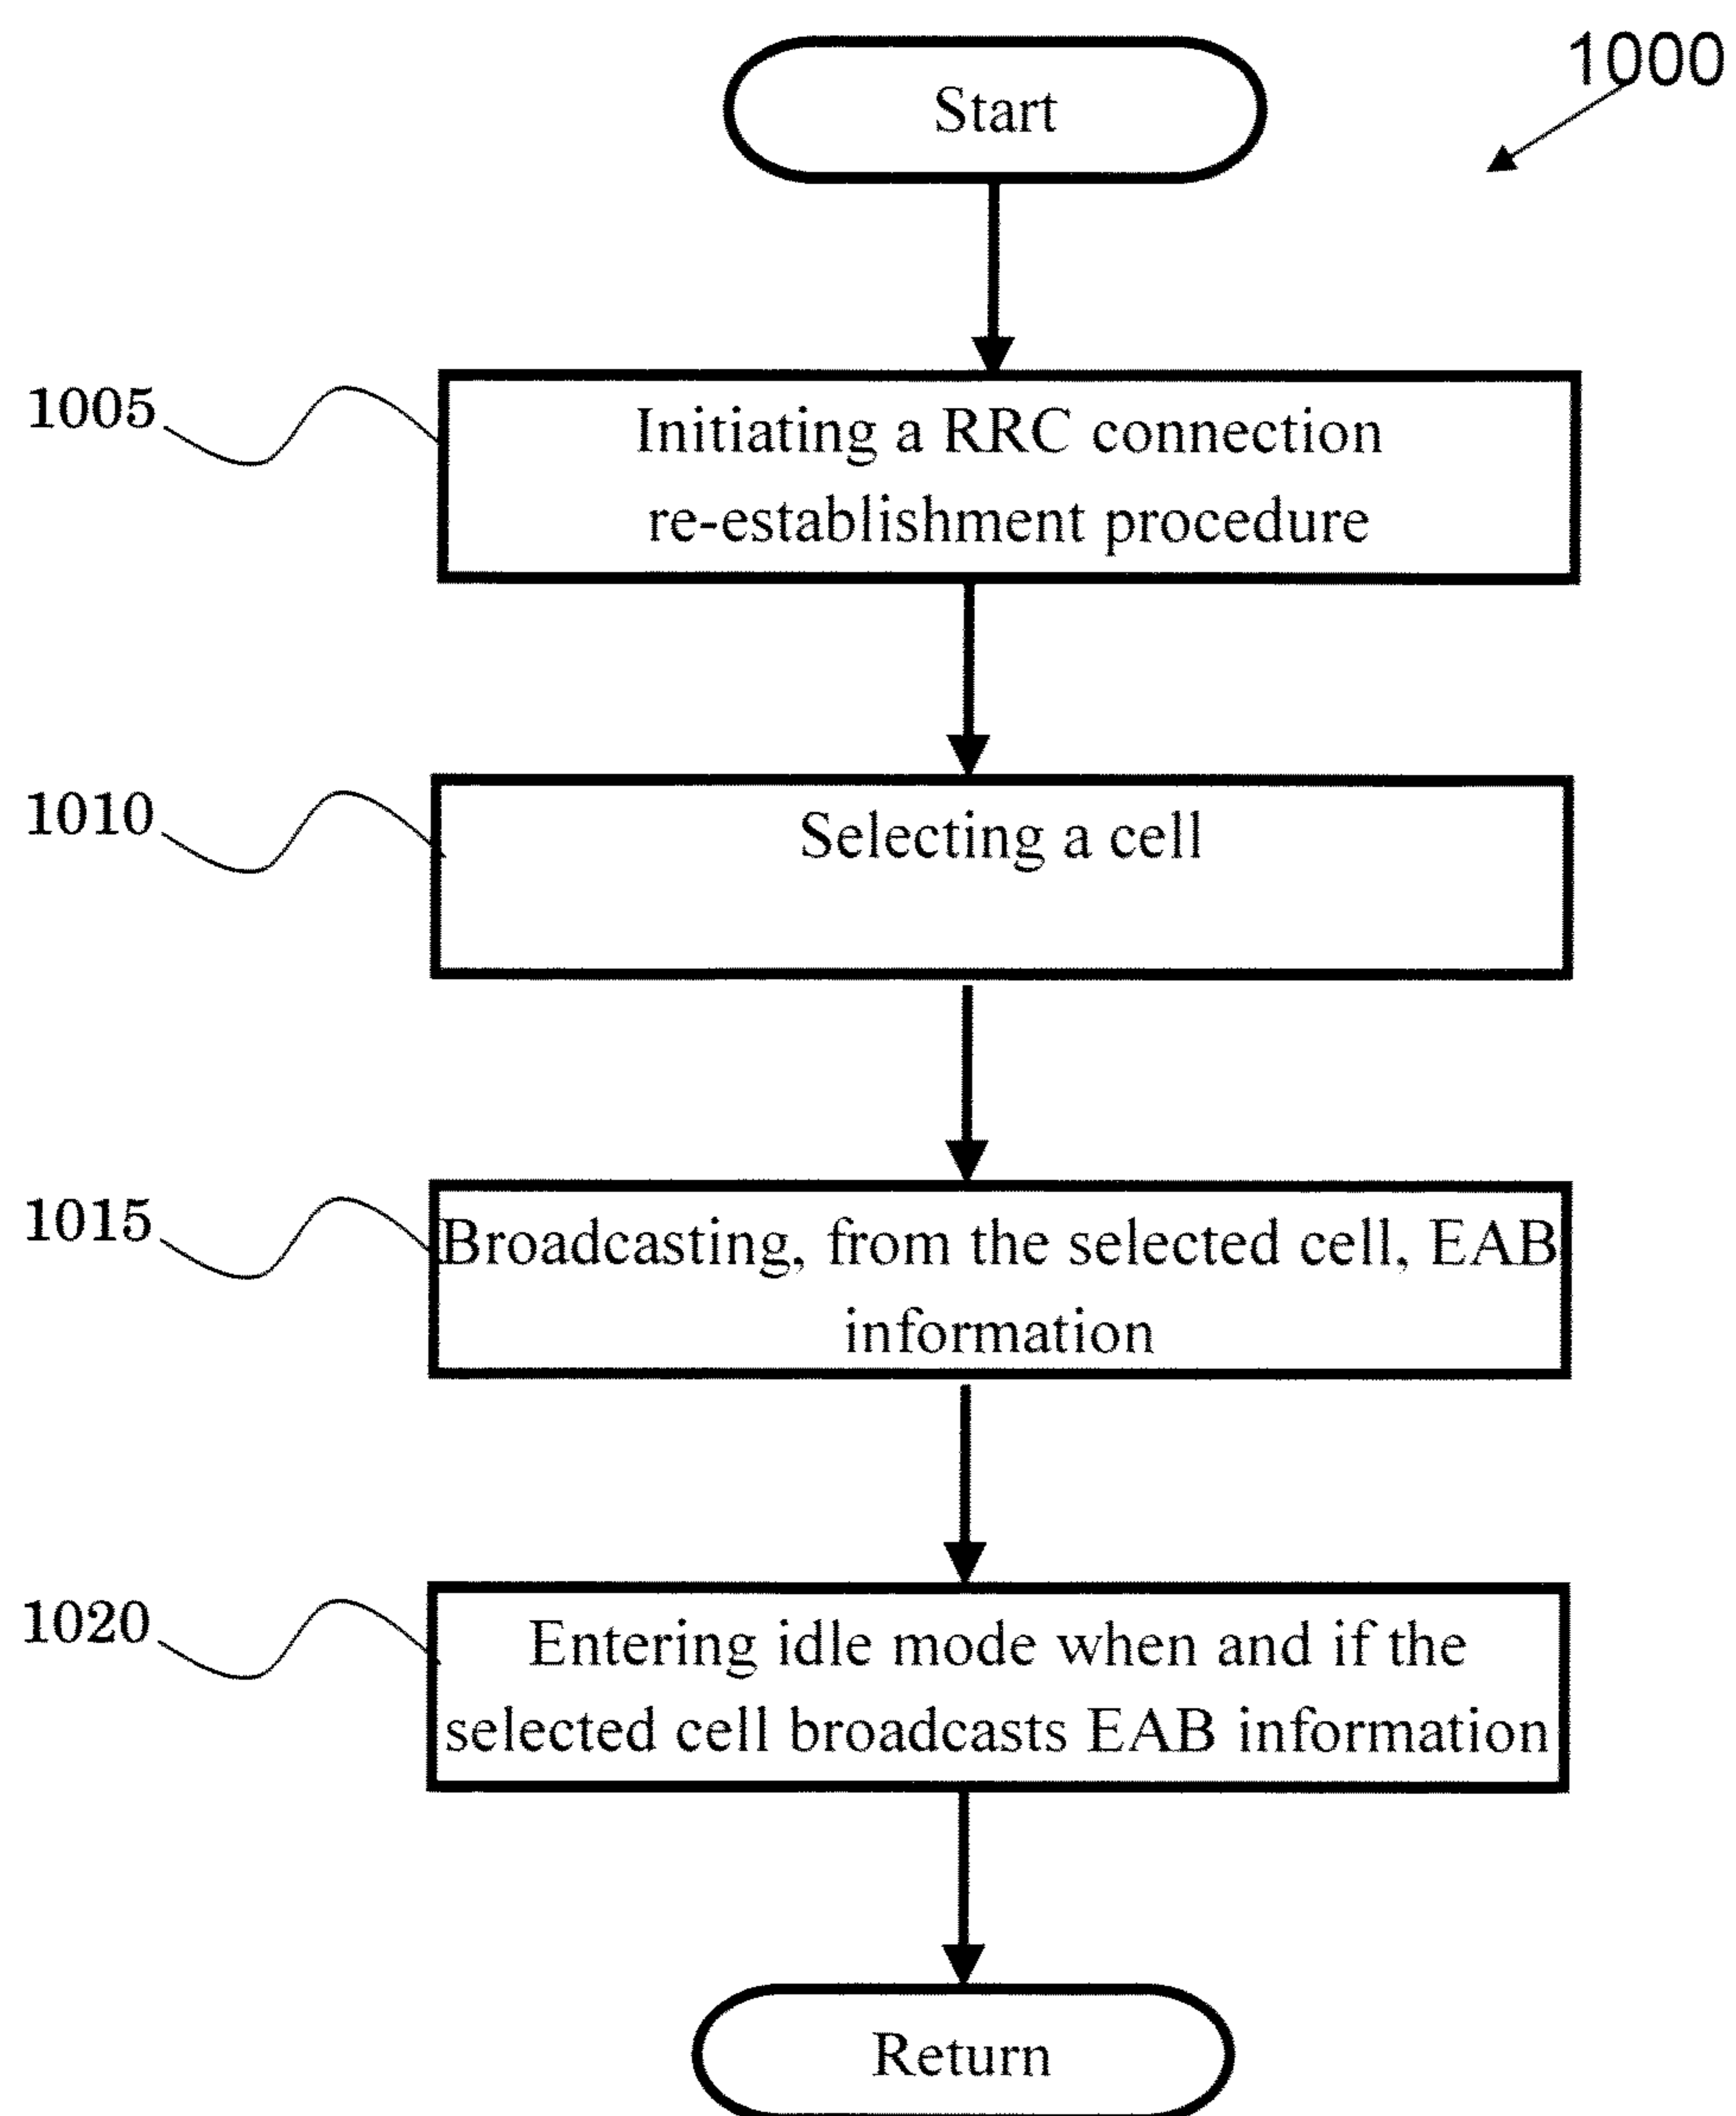 1000
Start
1005
Initiating a RRC connection
re-establishment procedure
1010
Selecting a cell
1015
Broadcasting, from the selected cell, EAB
information
1020
Entering idle mode when and if the
selected cell broadcasts EAB information
Return